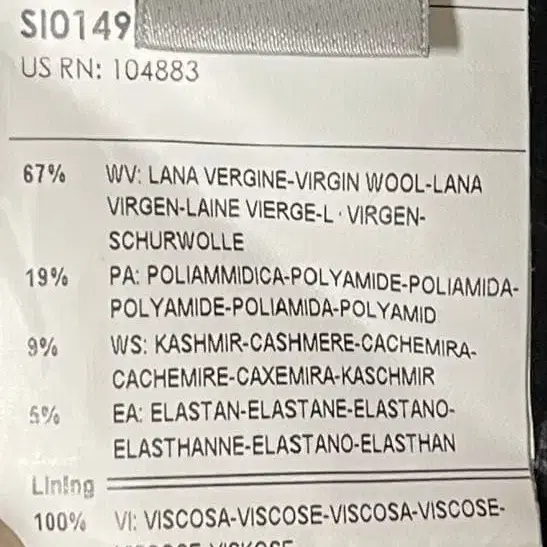 SI0149
US RN: 104883
67% WV: LANA VERGINE-VIRGIN WOOL-LANA
VIRGEN-LAINE VIERGE-L·VIRGEN-
SCHURWOLLE
19% PA: POLIAMMIDICA-POLYAMIDE-POLIAMIDA-
POLYAMIDE-POLIAMIDA-POLYAMID
9% WS: KASHMIR-CASHMERE-CACHEMIRA-
CACHEMIRE-CAXEMIRA-KASCHMIR
5% EA: ELASTAN-ELASTANE-ELASTANO-
ELASTHANNE-ELASTANO-ELASTHAN
Lining
100% VI: VISCOSA-VISCOSE-VISCOSA-VISCOSE-